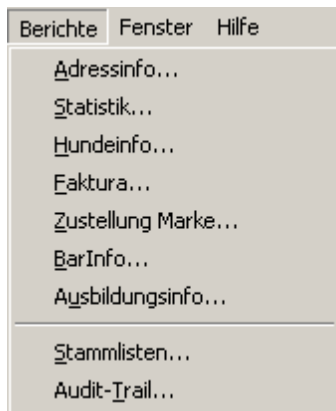 Berichte Fenster Hilfe
Adressinfo...
Statistik...
Hundeinfo...
Faktura...
Zustellung Marke...
BarInfo...
Ausbildungsinfo...
Stammlisten...
Audit-Trail...